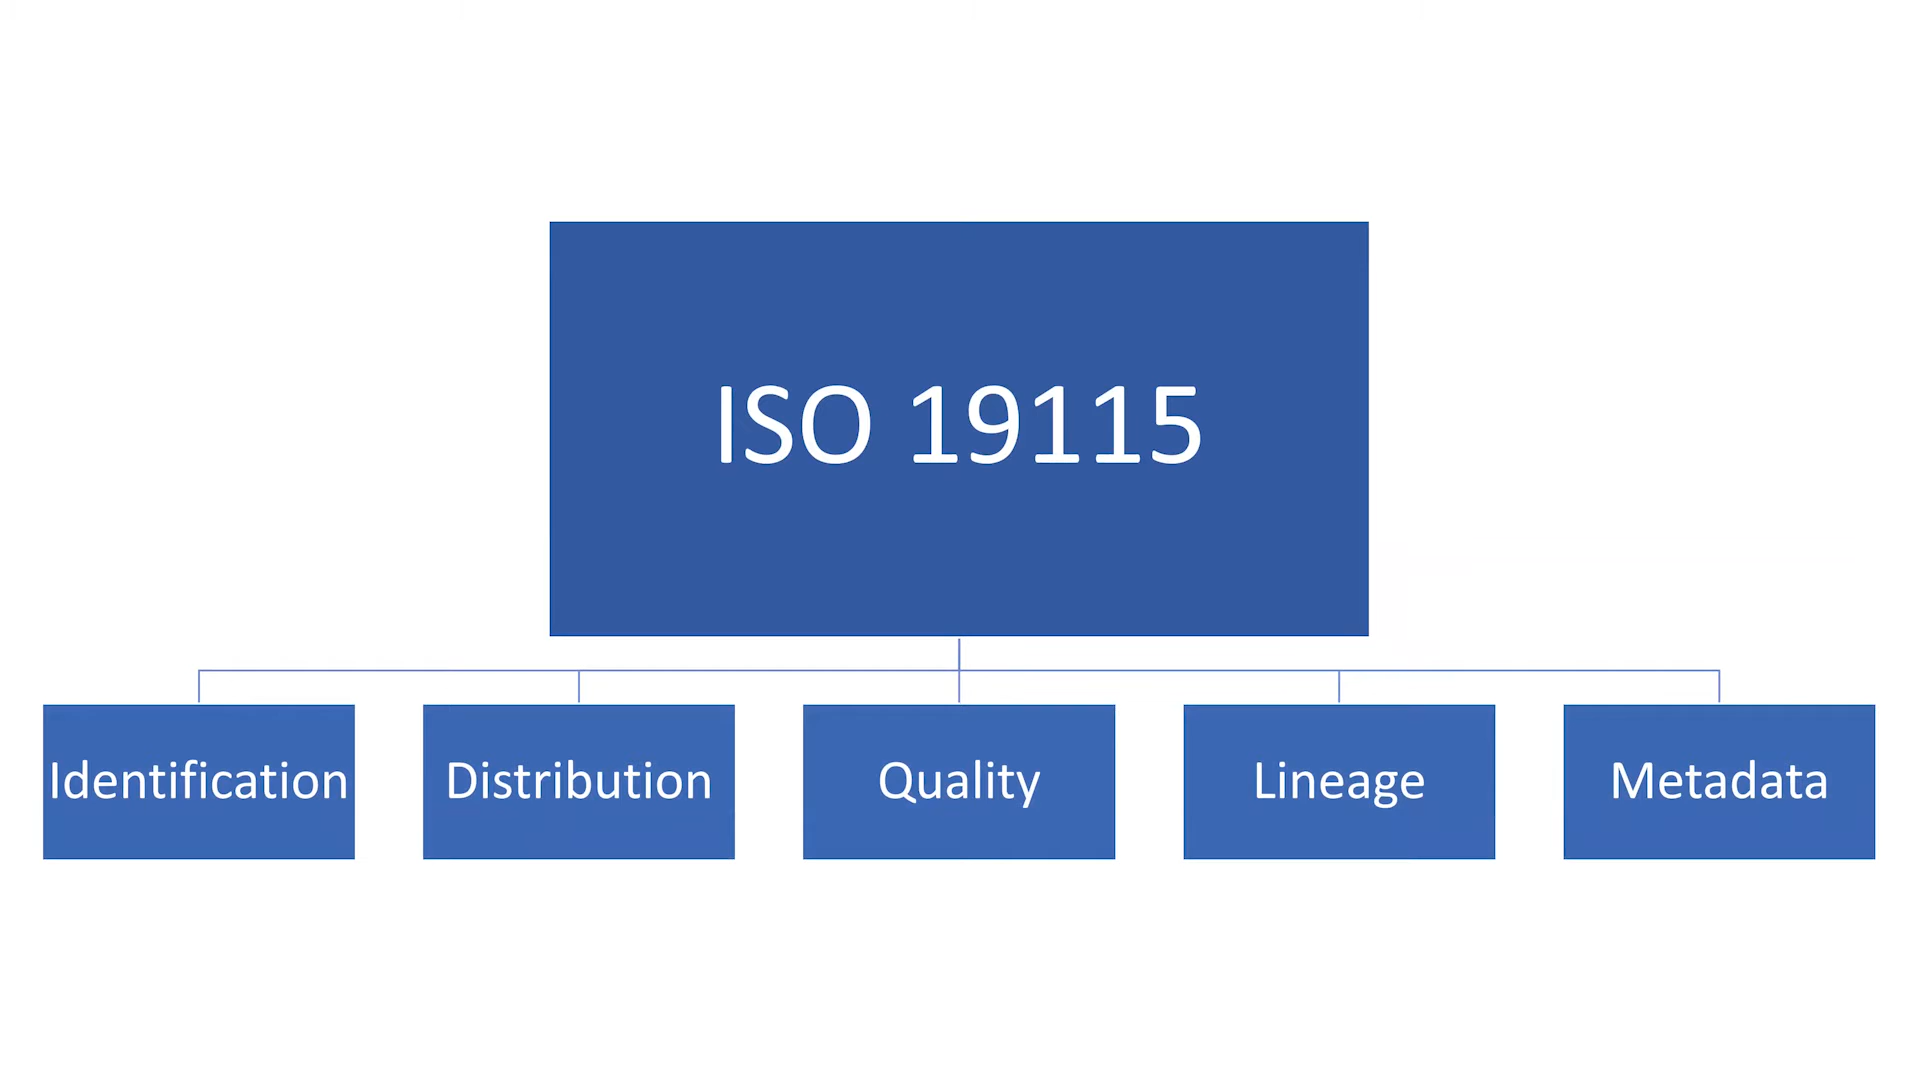 ISO 19115
Identification
Distribution
Quality
Lineage
Metadata